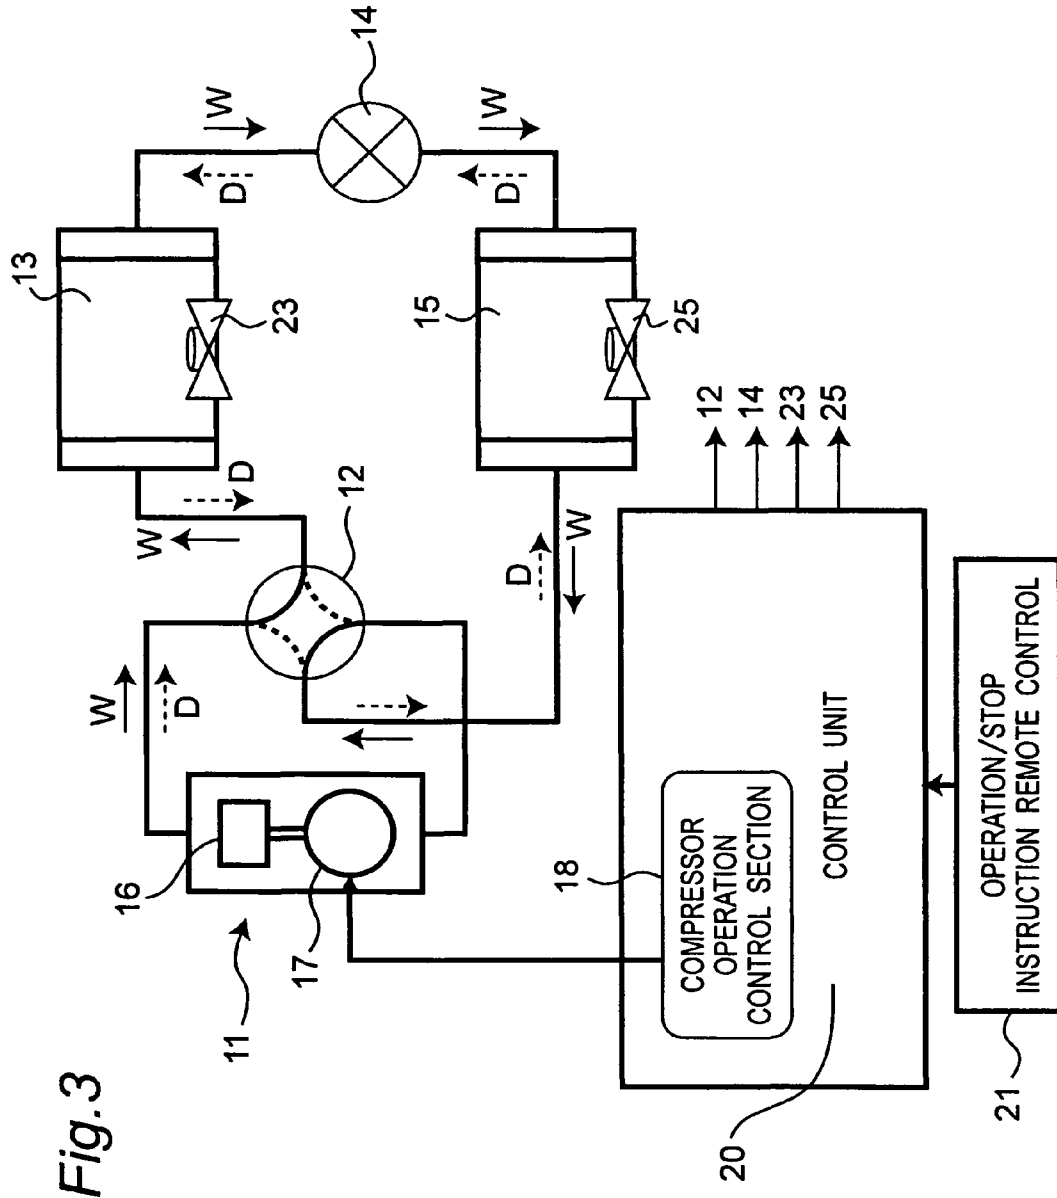 Fig.3
11
16
17
W
D
12
W
D
13
23
W
D
14
W
D
15
25
D
W
18
COMPRESSOR
OPERATION
CONTROL SECTION
CONTROL UNIT
20
12
14
23
25
OPERATION/STOP
INSTRUCTION REMOTE CONTROL
21